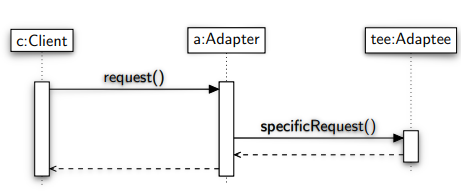 c:Client
a:Adapter
tee:Adaptee
request()
specificRequest()